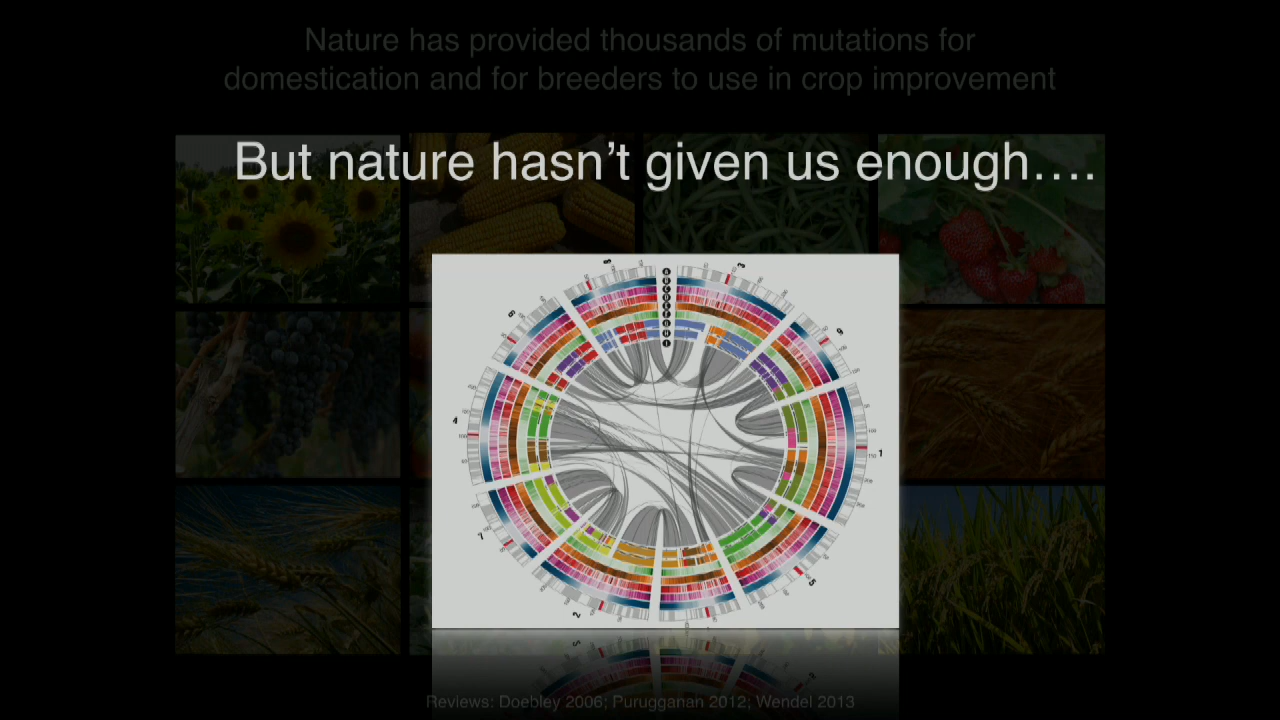 Nature has provided thousands of mutations for
domestication and for breeders to use in crop improvement
But nature hasn’t given us enough….
Reviews: Doebley 2006; Purugganan 2012; Wendel 2013